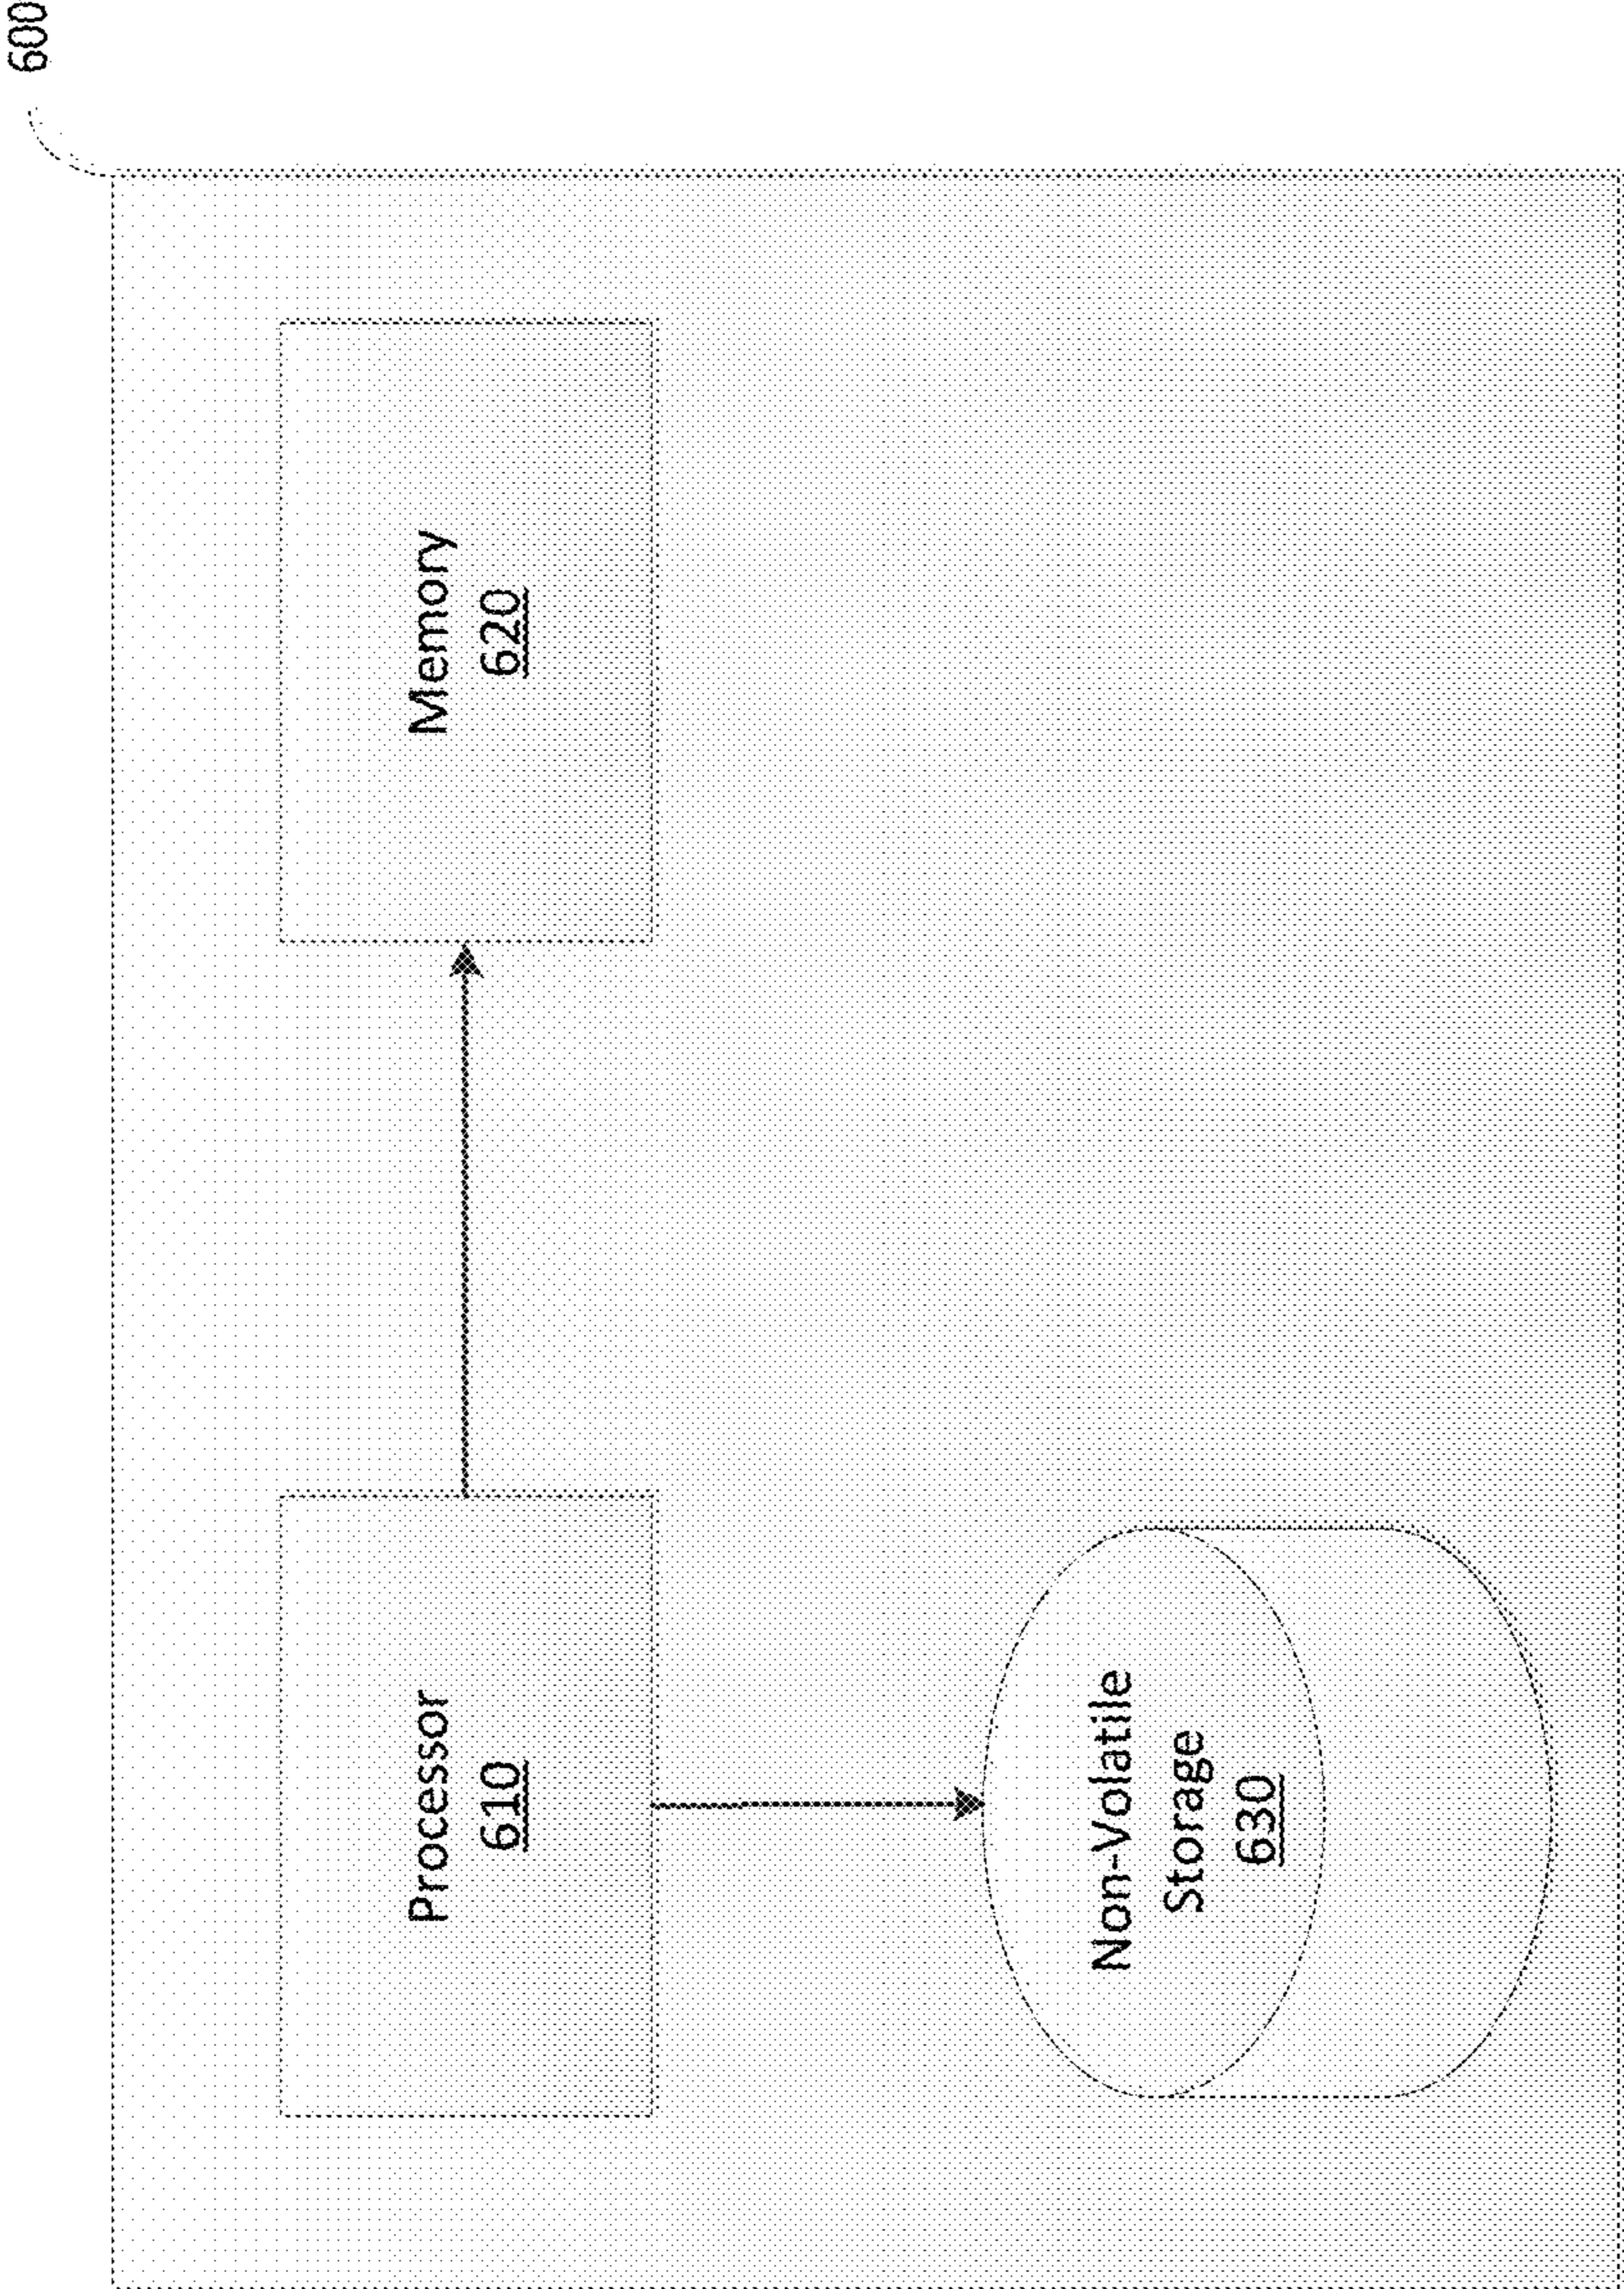 600
Processor
610
Memory
620
Non-Volatile
Storage
630